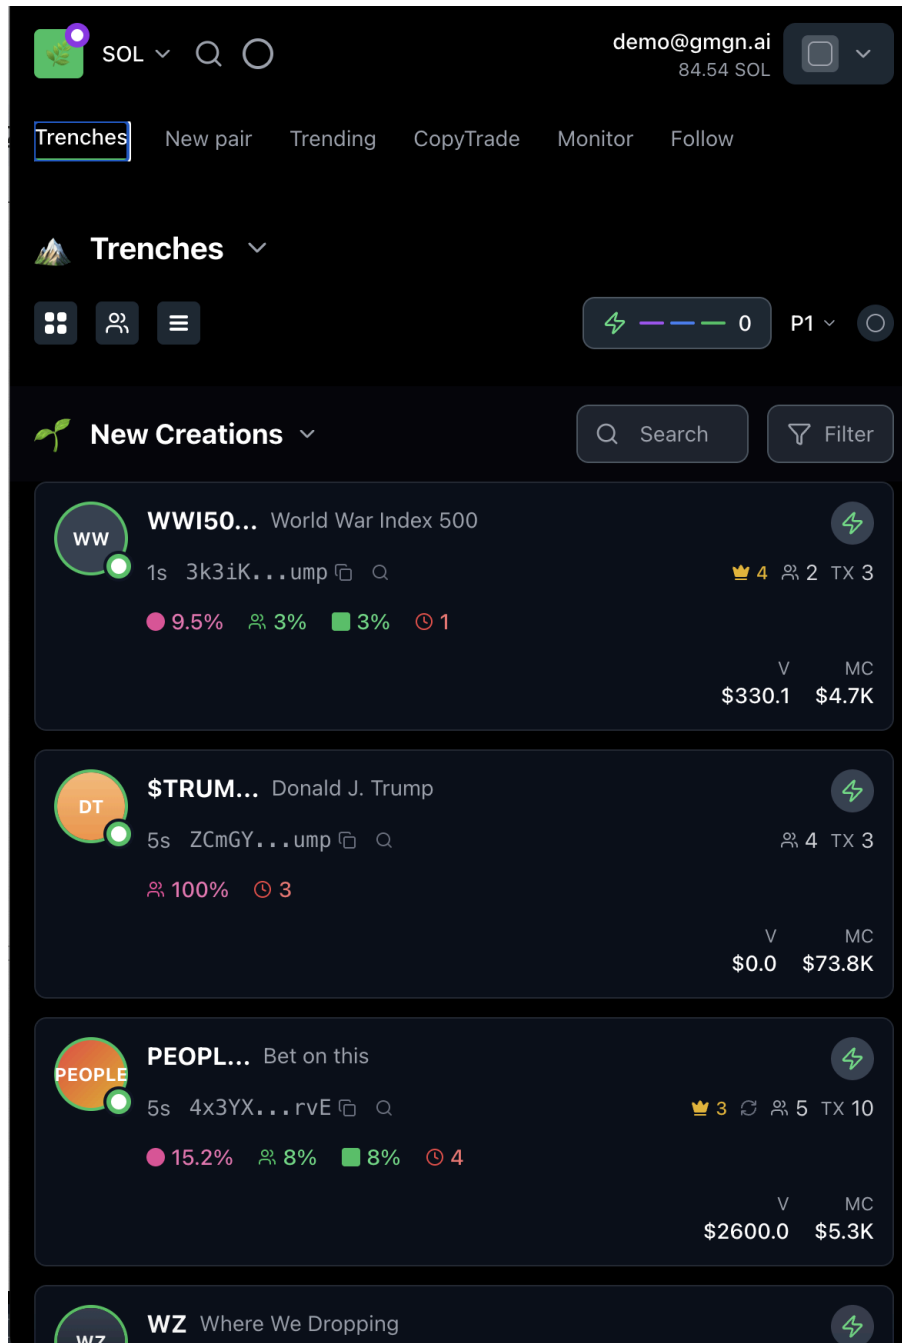 SOL
demo@gmgn.ai
84.54 SOL
Trenches New pair Trending CopyTrade Monitor Follow
Trenches
0 P1
New Creations Search Filter
WW
WWI50... World War Index 500
1s 3k3iK...ump 4 2 TX 3
9.5% 3% 3% 1
V MC
$330.1 $4.7K
DT
$TRUM... Donald J. Trump
5s ZCmGY...ump 4 TX 3
100% 3
V MC
$0.0 $73.8K
PEOPLE
PEOPL... Bet on this
5s 4x3YX...rvE 3 5 TX 10
15.2% 8% 8% 4
V MC
$2600.0 $5.3K
WZ
WZ Where We Dropping